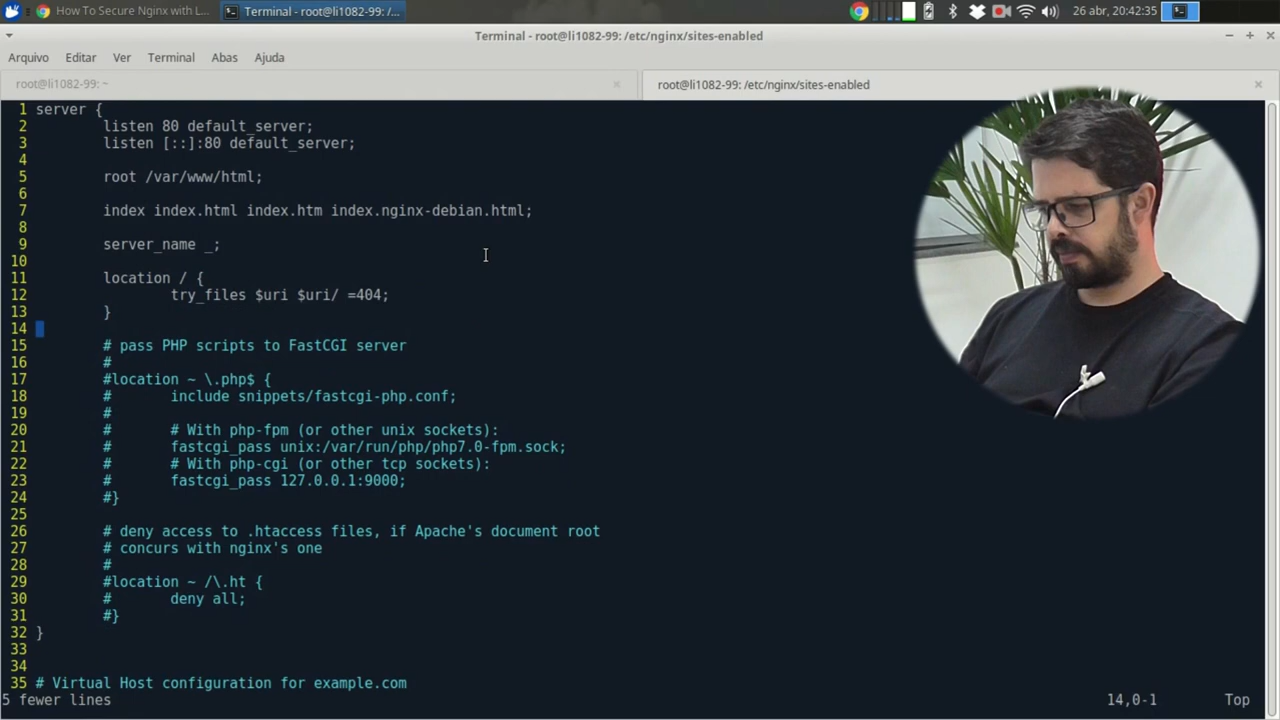 How To Secure Nginx with L...
Terminal - root@li1082-99: /...
26 abr, 20:42:35
Terminal - root@li1082-99: /etc/nginx/sites-enabled
Arquivo Editar Ver Terminal Abas Ajuda
root@li1082-99: ~
root@li1082-99: /etc/nginx/sites-enabled
1 server {
2 listen 80 default_server;
3 listen [::]:80 default_server;
4
5 root /var/www/html;
6
7 index index.html index.htm index.nginx-debian.html;
8
9 server_name _;
10
11 location / {
12 try_files $uri $uri/ =404;
13 }
14
15 # pass PHP scripts to FastCGI server
16 #
17 #location ~ \.php$ {
18 # include snippets/fastcgi-php.conf;
19 #
20 # # With php-fpm (or other unix sockets):
21 # fastcgi_pass unix:/var/run/php/php7.0-fpm.sock;
22 # # With php-cgi (or other tcp sockets):
23 # fastcgi_pass 127.0.0.1:9000;
24 #}
25
26 # deny access to .htaccess files, if Apache's document root
27 # concurs with nginx's one
28 #
29 #location ~ /\.ht {
30 # deny all;
31 #}
32 }
33
34
35 # Virtual Host configuration for example.com
5 fewer lines 14,0-1 Top